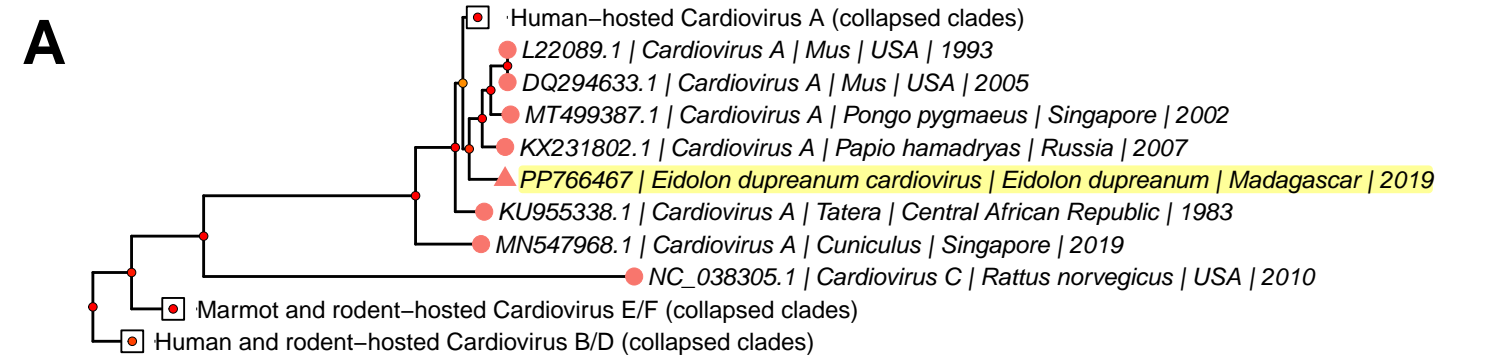 A
Human−hosted Cardiovirus A (collapsed clades)
L22089.1 | Cardiovirus A | Mus | USA | 1993
DQ294633.1 | Cardiovirus A | Mus | USA | 2005
MT499387.1 | Cardiovirus A | Pongo pygmaeus | Singapore | 2002
KX231802.1 | Cardiovirus A | Papio hamadryas | Russia | 2007
PP766467 | Eidolon dupreanum cardiovirus | Eidolon dupreanum | Madagascar | 2019
KU955338.1 | Cardiovirus A | Tatera | Central African Republic | 1983
MN547968.1 | Cardiovirus A | Cuniculus | Singapore | 2019
NC_038305.1 | Cardiovirus C | Rattus norvegicus | USA | 2010
Marmot and rodent−hosted Cardiovirus E/F (collapsed clades)
Human and rodent−hosted Cardiovirus B/D (collapsed clades)